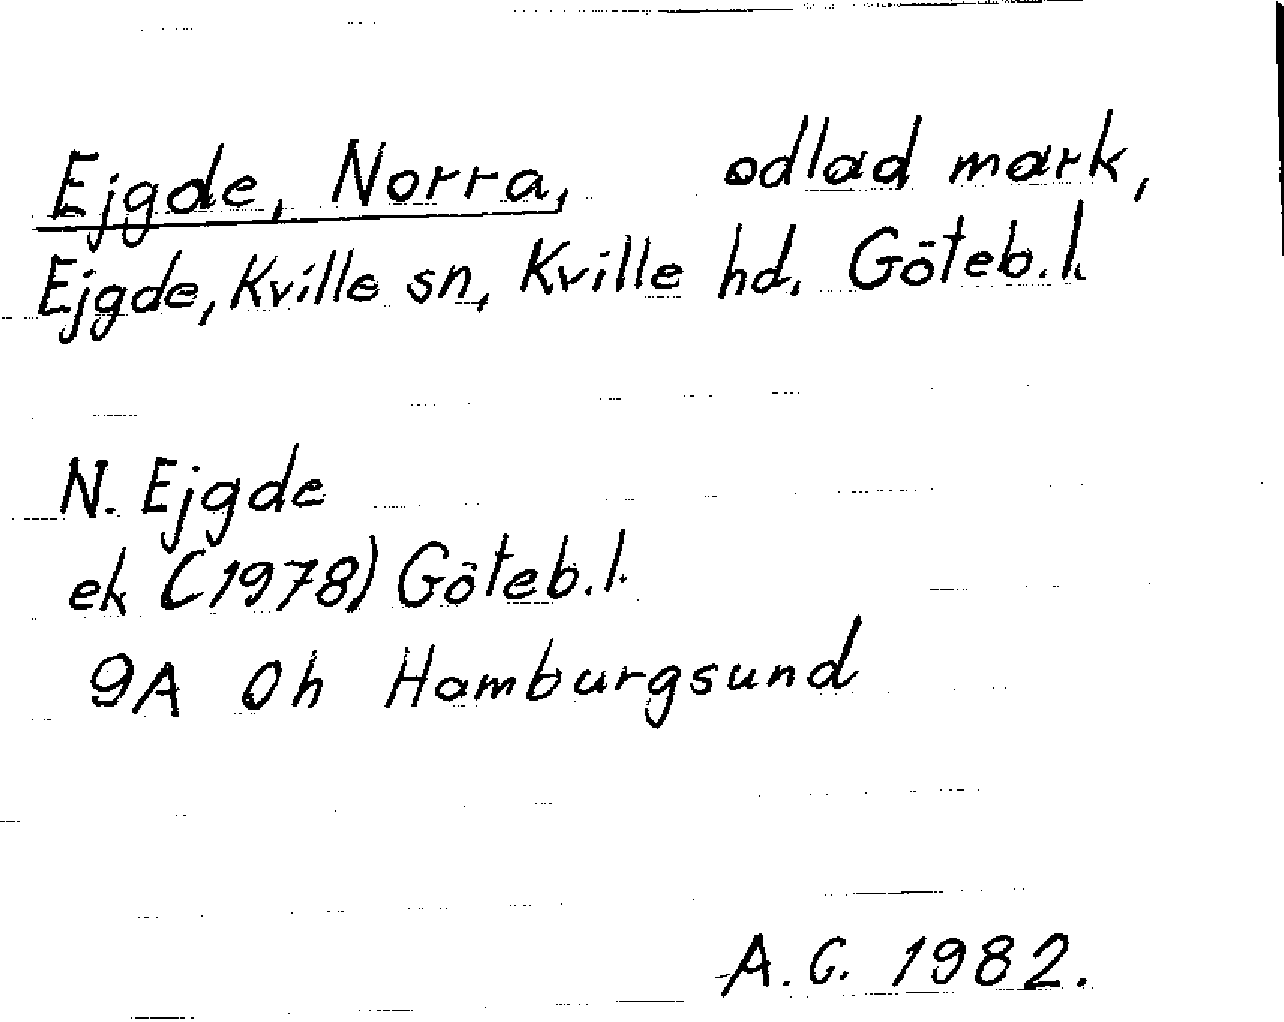 Ejgde, Norra, odlad mark,
Ejgde, Kville sn, Kville hd, Göteb.l.
N. Ejgde
ek (1978) Göteb.l.
9A 0h Hamburgsund
A.G. 1982.